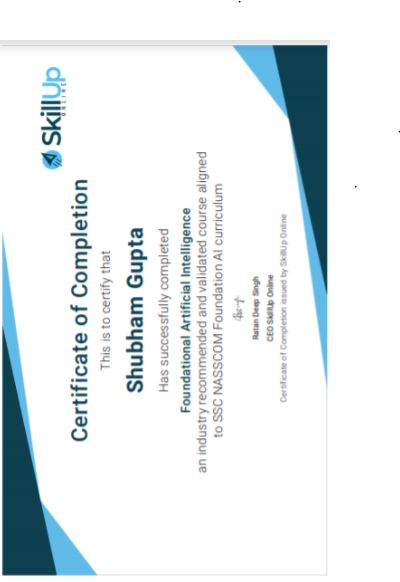 SkillUp
ONLINE
Certificate of Completion
This is to certify that
Shubham Gupta
Has successfully completed
Foundational Artificial Intelligence
an industry recommended and validated course aligned
to SSC NASSCOM Foundation AI curriculum
Ratan Deep Singh
CEO SkillUp Online
Certificate of Completion issued by SkillUp Online